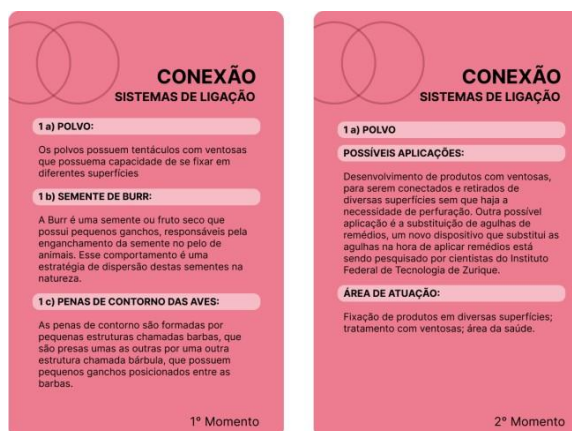 CONEXÃO
SISTEMAS DE LIGAÇÃO
1 a) POLVO:
Os polvos possuem tentáculos com ventosas
que possuema capacidade de se fixar em
diferentes superfícies
1 b) SEMENTE DE BURR:
A Burr é uma semente ou fruto seco que
possui pequenos ganchos, responsáveis pela
enganchamento da semente no pelo de
animais. Esse comportamento é uma
estratégia de dispersão destas sementes na
natureza.
1 c) PENAS DE CONTORNO DAS AVES:
As penas de contorno são formadas por
pequenas estruturas chamadas barbas, que
são presas umas as outras por uma outra
estrutura chamada bárbula, que possuem
pequenos ganchos posicionados entre as
barbas.
1° Momento
CONEXÃO
SISTEMAS DE LIGAÇÃO
1 a) POLVO
POSSÍVEIS APLICAÇÕES:
Desenvolvimento de produtos com ventosas,
para serem conectados e retirados de
diversas superfícies sem que haja a
necessidade de perfuração. Outra possível
aplicação é a substituição de agulhas de
remédios, um novo dispositivo que substitui as
agulhas na hora de aplicar remédios está
sendo pesquisado por cientistas do Instituto
Federal de Tecnologia de Zurique.
ÁREA DE ATUAÇÃO:
Fixação de produtos em diversas superfícies;
tratamento com ventosas; área da saúde.
2° Momento